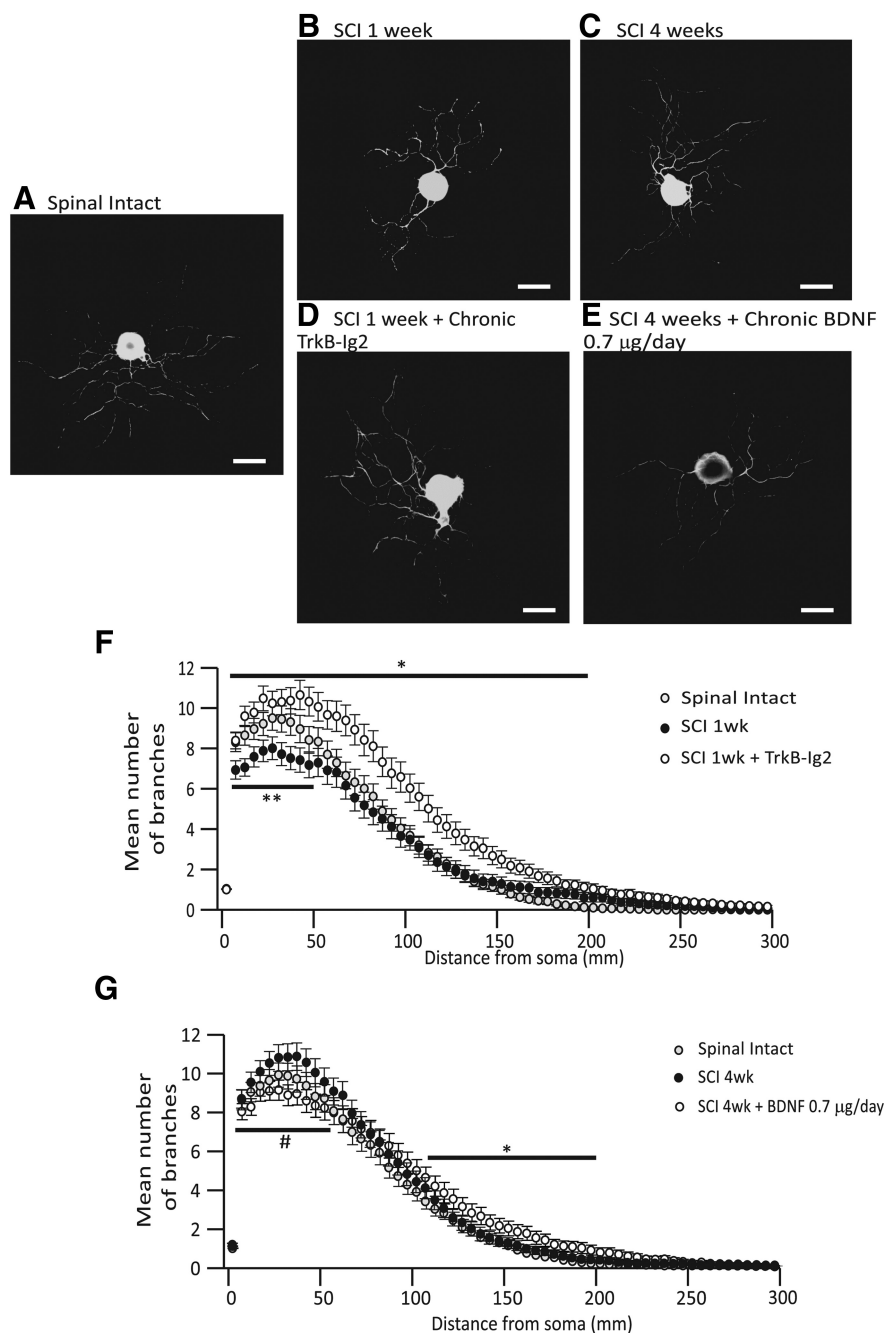 B SCI 1 week
C SCI 4 weeks
A Spinal Intact
D SCI 1 week + Chronic
TrkB-Ig2
E SCI 4 weeks + Chronic BDNF
0.7 µg/day
F
Mean number
of branches
12
10
8
6
4
2
0
*
**
Spinal Intact
SCI 1wk
SCI 1wk + TrkB-Ig2
0 50 100 150 200 250 300
Distance from soma (mm)
G
Mean number
of branches
12
10
8
6
4
2
0
#
*
Spinal Intact
SCI 4wk
SCI 4wk + BDNF 0.7 µg/day
0 50 100 150 200 250 300
Distance from soma (mm)